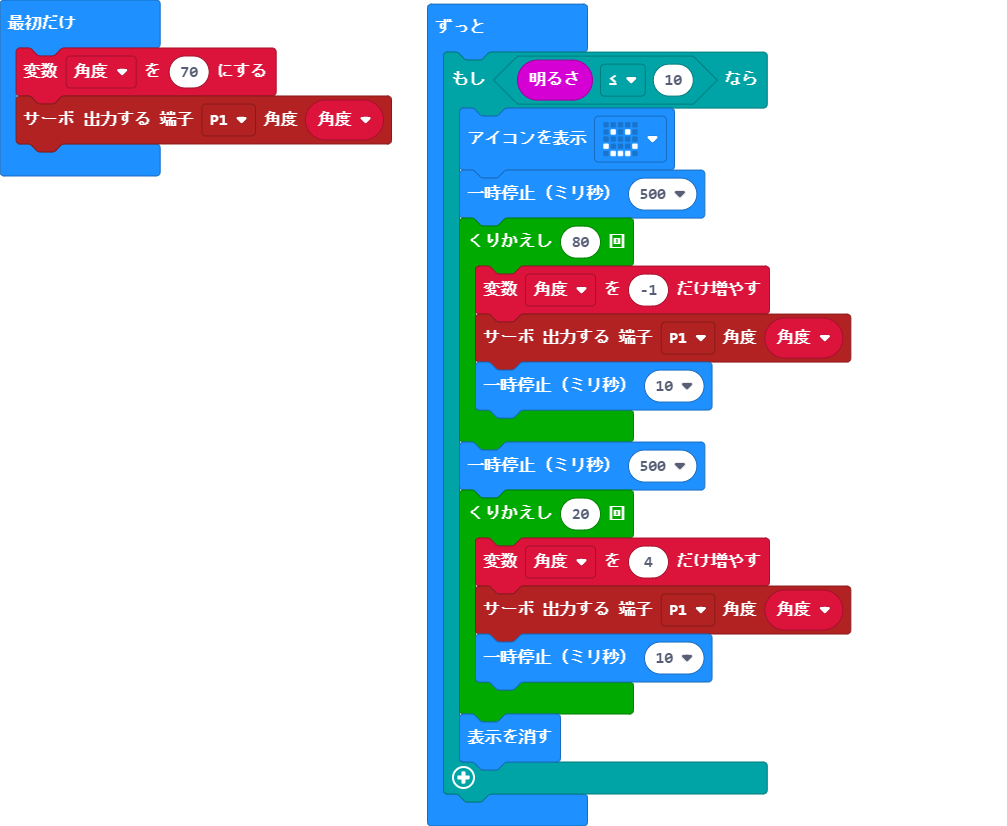 最初だけ
変数 角度 を 70 にする
サーボ 出力する 端子 P1 角度 角度
ずっと
もし 明るさ ≤ 10 なら
アイコンを表示
一時停止（ミリ秒） 500
くりかえし 80 回
変数 角度 を -1 だけ増やす
サーボ 出力する 端子 P1 角度 角度
一時停止（ミリ秒） 10
一時停止（ミリ秒） 500
くりかえし 20 回
変数 角度 を 4 だけ増やす
サーボ 出力する 端子 P1 角度 角度
一時停止（ミリ秒） 10
表示を消す